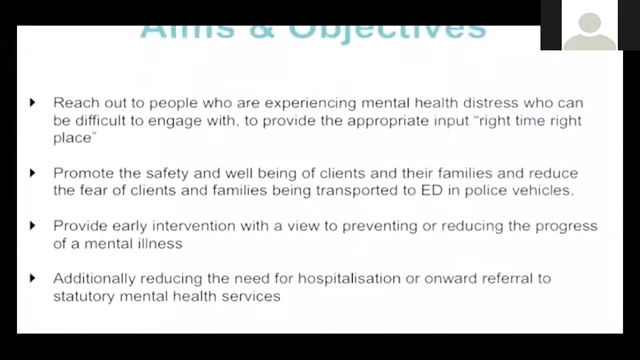 Aims & Objectives
Reach out to people who are experiencing mental health distress who can
be difficult to engage with, to provide the appropriate input “right time right
place”
Promote the safety and well being of clients and their families and reduce
the fear of clients and families being transported to ED in police vehicles.
Provide early intervention with a view to preventing or reducing the progress
of a mental illness
Additionally reducing the need for hospitalisation or onward referral to
statutory mental health services